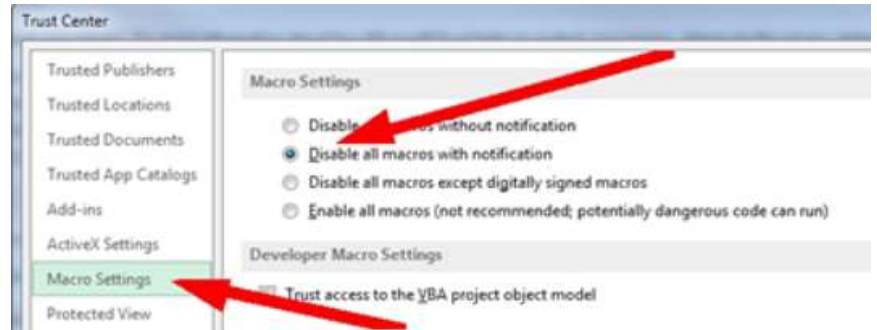 Trust Center
Trusted Publishers
Trusted Locations
Trusted Documents
Trusted App Catalogs
Add-ins
ActiveX Settings
Macro Settings
Protected View
Macro Settings
Disable macros without notification
Disable all macros with notification
Disable all macros except digitally signed macros
Enable all macros (not recommended; potentially dangerous code can run)
Developer Macro Settings
Trust access to the VBA project object model